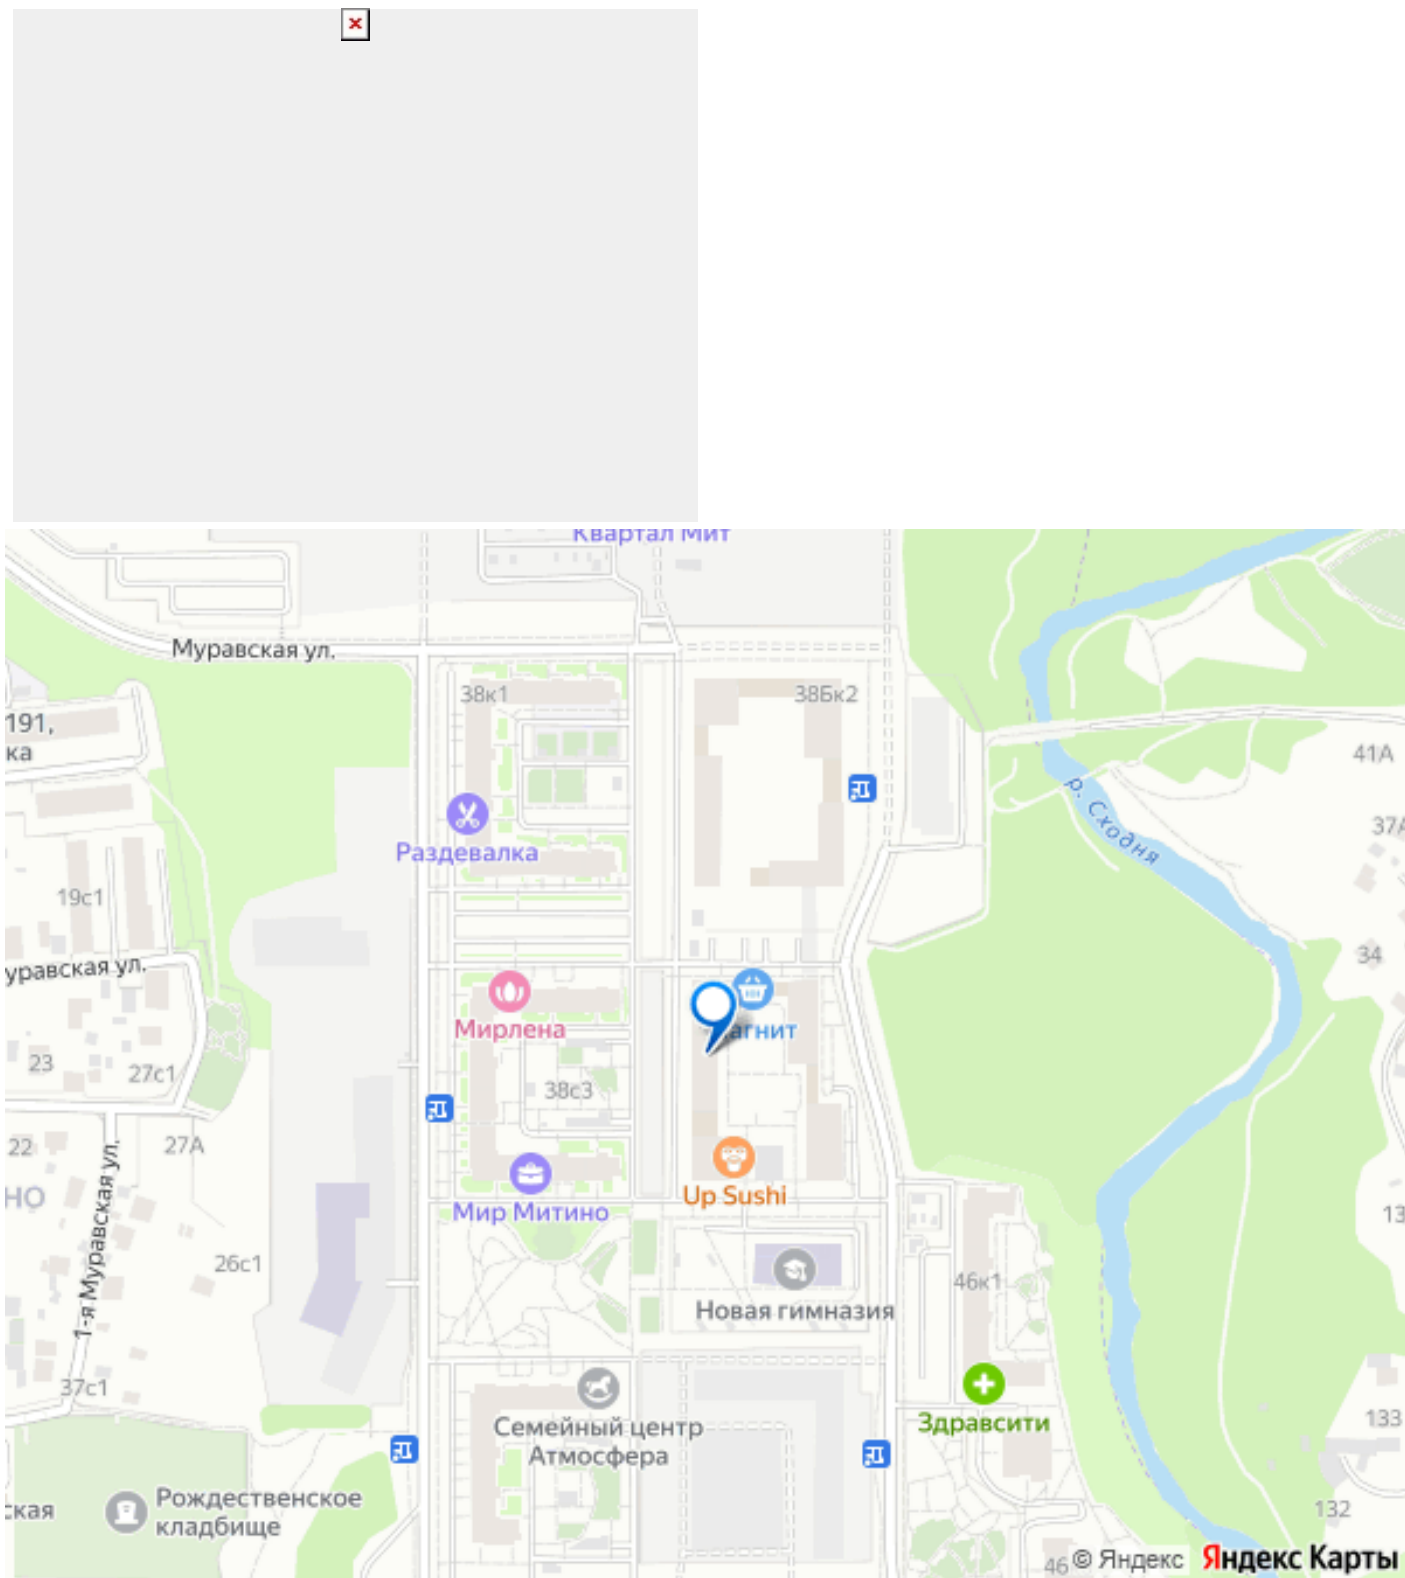 Квартал Мит
Муравская ул.
38к1
38Бк2
191,
ка
41А
р. Сходня
37А
Раздевалка
19с1
уравская ул.
34
Мирлена
агнит
23
27с1
38с3
22
27А
НО
1-я Муравская ул.
Up Sushi
Мир Митино
13
26с1
46к1
Новая гимназия
37с1
Семейный центр
Атмосфера
Здравсити
133
ская
Рождественское
кладбище
132
46
© Яндекс Яндекс Карты